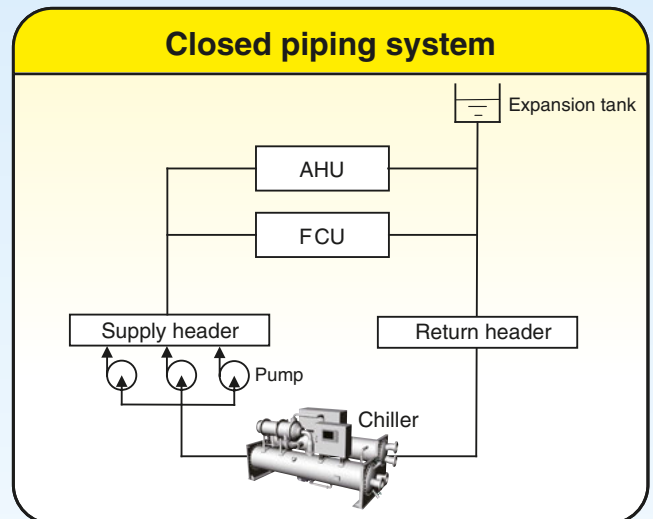 Closed piping system
Expansion tank
AHU
FCU
Supply header
Return header
Pump
Chiller